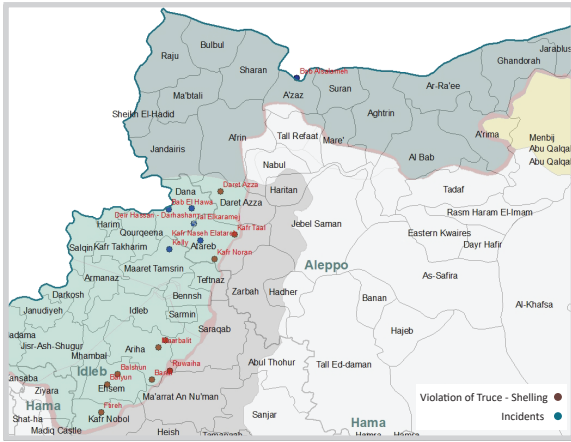 Jarablus
Bulbul
Ghandorah
Raju
Sharan
Bab Alsalameh
Ar-Ra'ee
Suran
A'zaz
Ma'btali
Aghtrin
Sheikh El-Hadid
A'rima
Tall Refaat
Mare'
Afrin
Menbij
Abu Qalqal
Jandairis
Al Bab
Abu Qalqal
Nabul
Daret Azza
Dana
Haritan
Tadaf
Bab El Hawa
Daret Azza
Rasm Haram El-Imam
Deir Hassan - Darhashan
Jebel Saman
Harim
Qourqeena
Kafr Naseh Elatareb
Kafr Taal
Eastern Kwaires
Kelly
Atareb
Dayr Hafir
Salqin
Kafr Takharim
Kafr Noran
Aleppo
Maaret Tamsrin
Armanaz
Teftnaz
As-Safira
Darkosh
Bennsh
Zarbah
Hadher
Banan
Al-Khafsa
Janudiyeh
Idleb
Sarmin
Saraqab
Hajeb
Jisr-Ash-Shugur
Ariha
Mhambal
Ruwaiha
Abul Thohur
Tall Ed-daman
Idleb
Balshun
Balyun
Ehsem
Ziyara
Ma'arrat An Nu'man
Violation of Truce - Shelling
Hama
Ftireh
Incidents
Shat-ha
Kafr Nobol
Sanjar
Hama
Madiq Castle
Heish